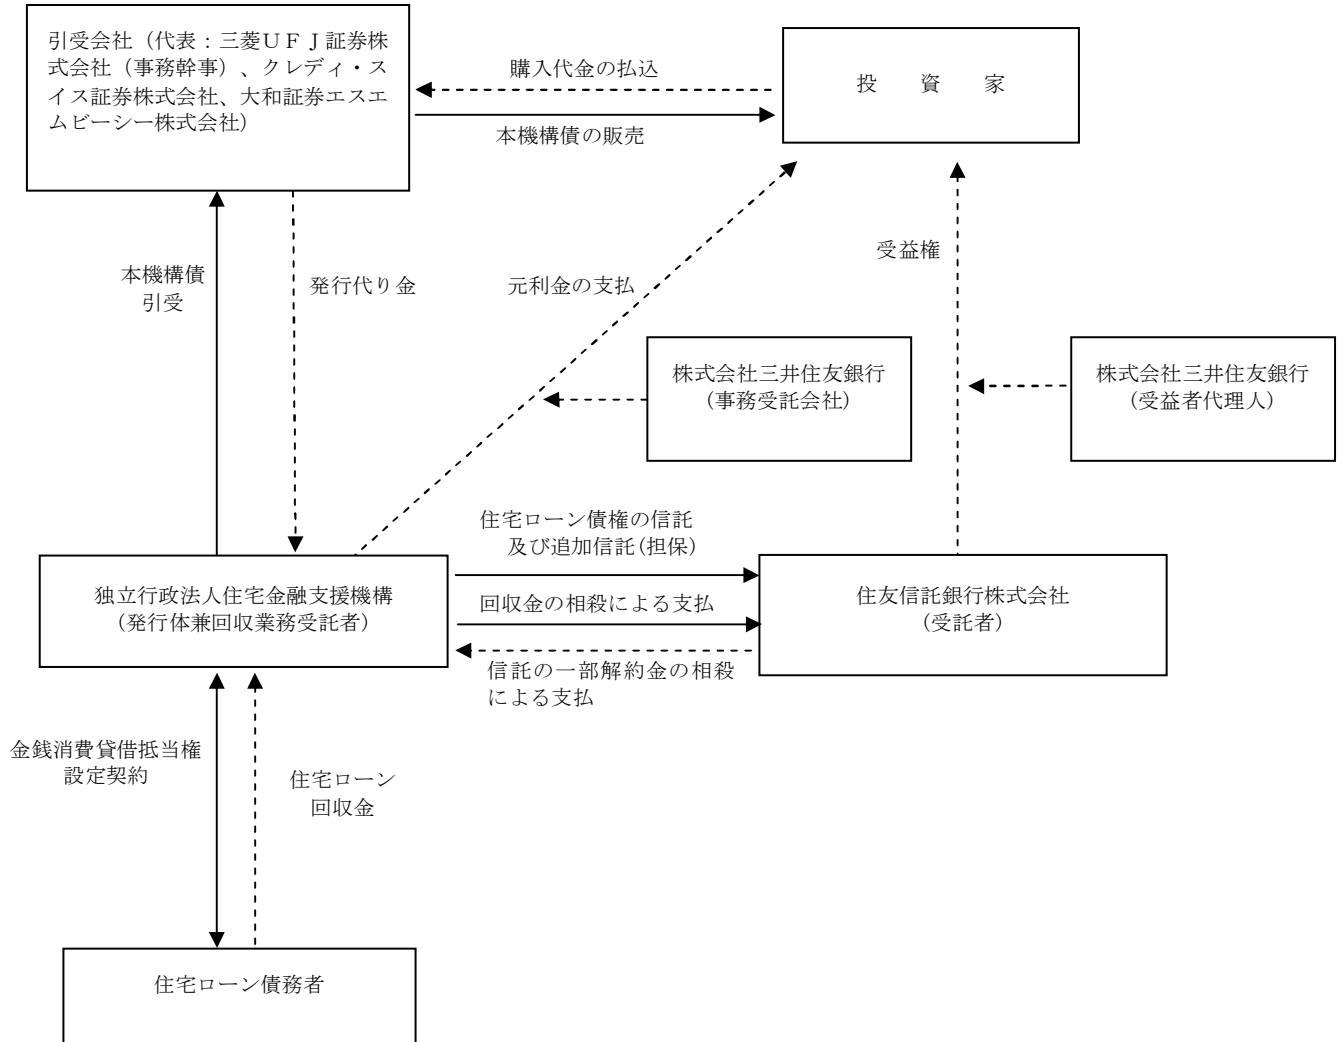 引受会社（代表：三菱ＵＦＪ証券株
式会社（事務幹事）、クレディ・ス
イス証券株式会社、大和証券エスエ
ムビーシー株式会社）
購入代金の払込
本機構債の販売
投　資　家
本機構債
引受
発行代り金
元利金の支払
受益権
株式会社三井住友銀行
（事務受託会社）
株式会社三井住友銀行
（受益者代理人）
住宅ローン債権の信託
及び追加信託（担保）
独立行政法人住宅金融支援機構
（発行体兼回収業務受託者）
回収金の相殺による支払
住友信託銀行株式会社
（受託者）
信託の一部解約金の相殺
による支払
金銭消費貸借抵当権
設定契約
住宅ローン
回収金
住宅ローン債務者